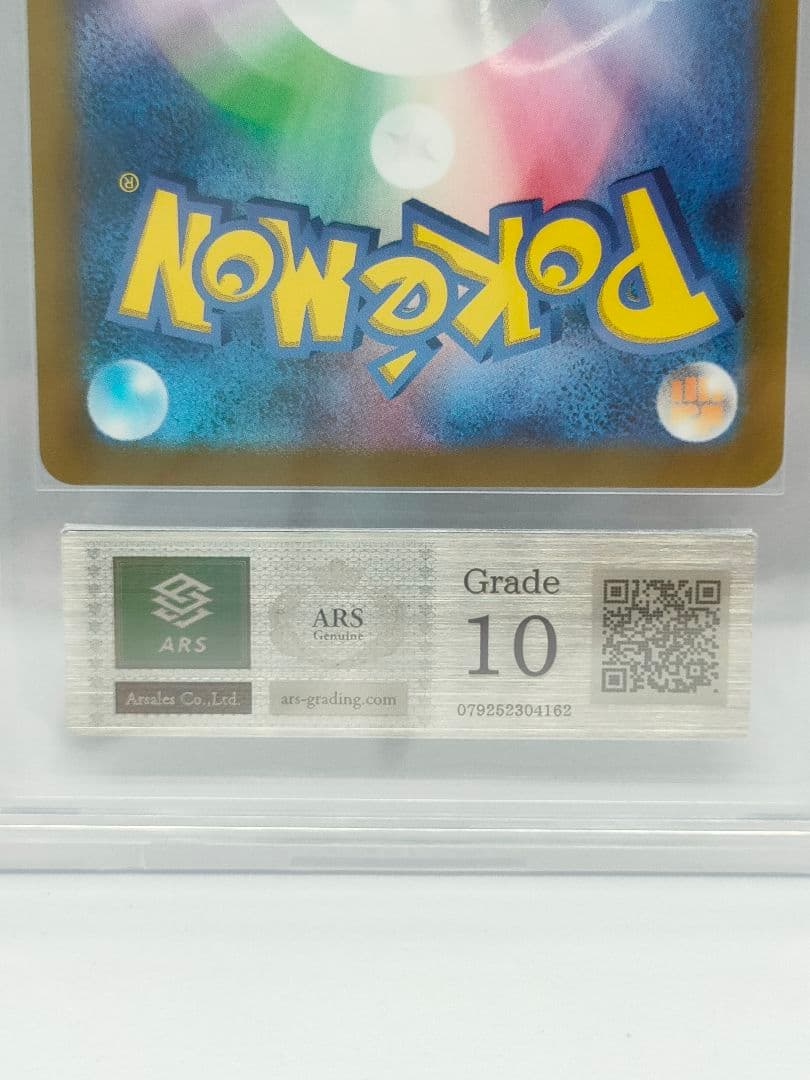 POKéMON
®
ARS
Arsales Co.,Ltd.
ARS
Genuine
ars-grading.com
Grade
10
079252304162